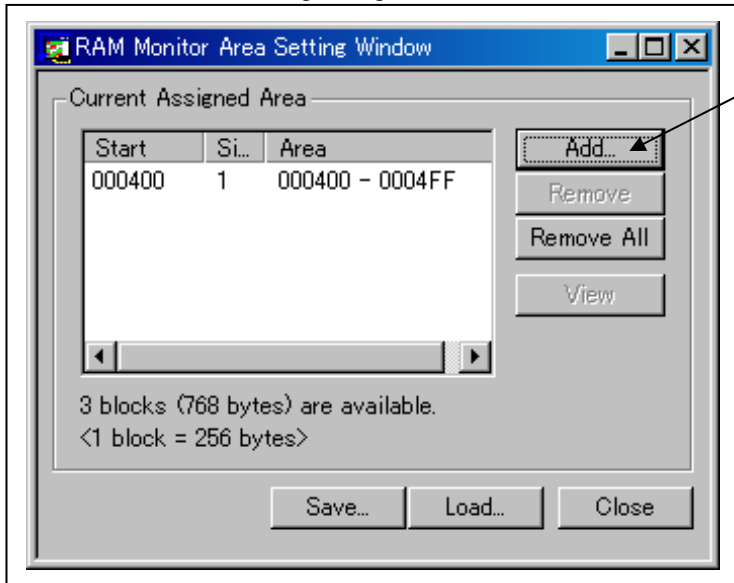 RAM Monitor Area Setting Window
Current Assigned Area
Start Si... Area
000400 1 000400 - 0004FF
Add...
Remove
Remove All
View
3 blocks (768 bytes) are available.
<1 block = 256 bytes>
Save... Load... Close